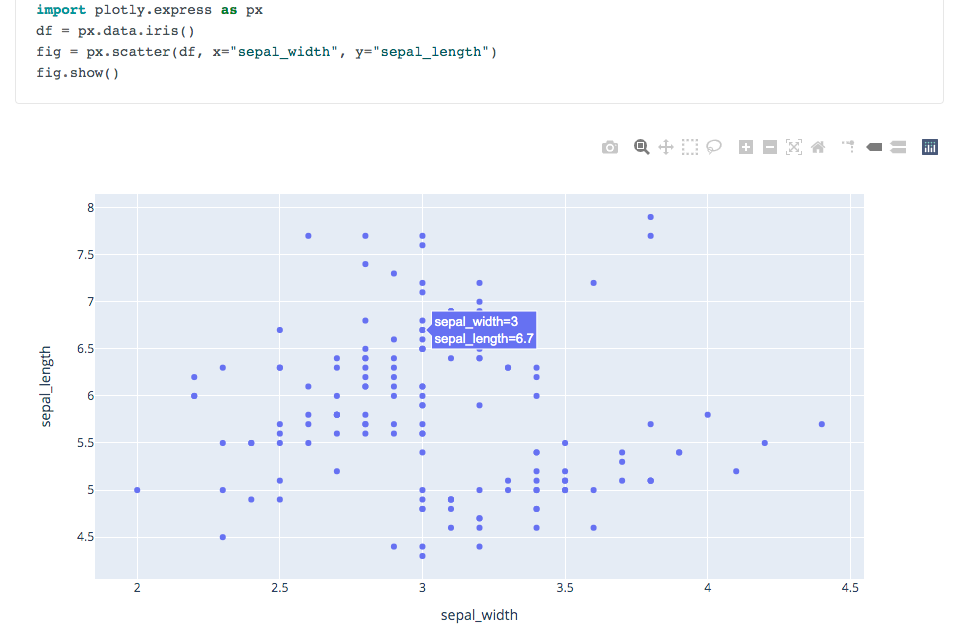 import plotly.express as px
df = px.data.iris()
fig = px.scatter(df, x="sepal_width", y="sepal_length")
fig.show()
8
7.5
7
6.5
6
5.5
5
4.5
sepal_length
sepal_width=3
sepal_length=6.7
2 2.5 3 3.5 4 4.5
sepal_width